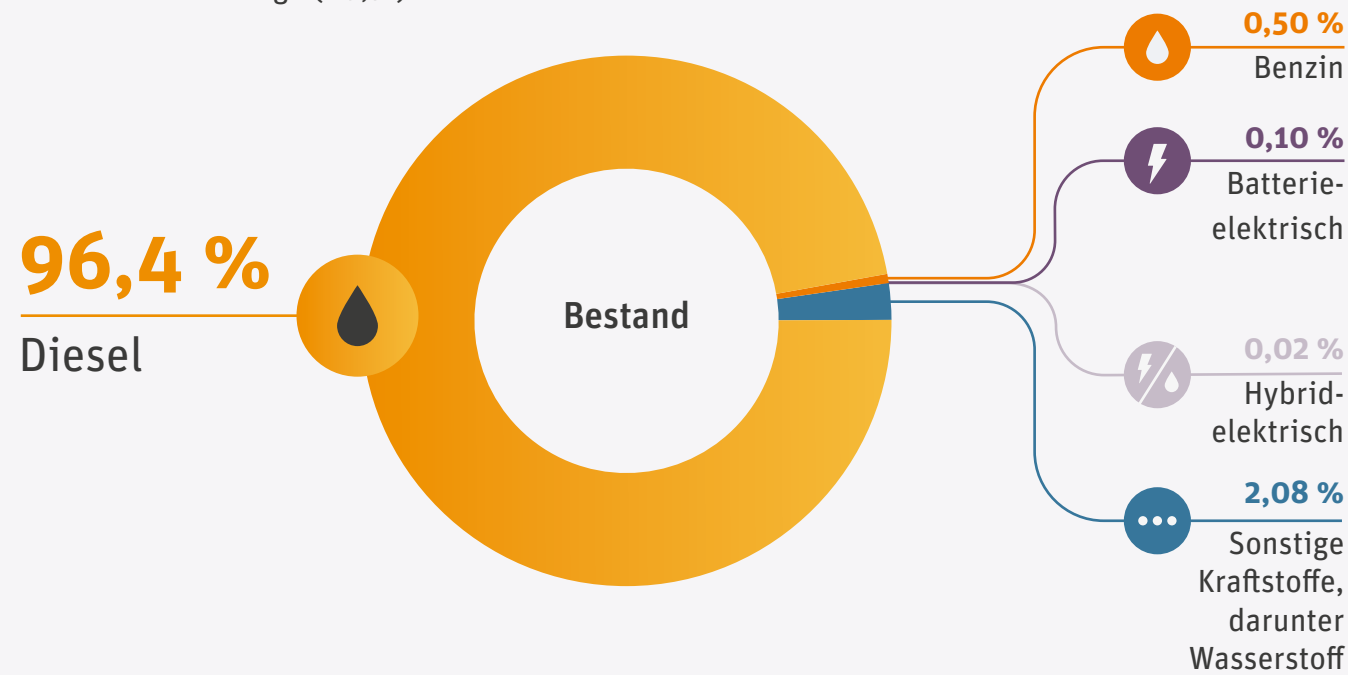 96,4 %
Diesel
Bestand
0,50 %
Benzin
0,10 %
Batterie-
elektrisch
0,02 %
Hybrid-
elektrisch
2,08 %
Sonstige
Kraftstoffe,
darunter
Wasserstoff